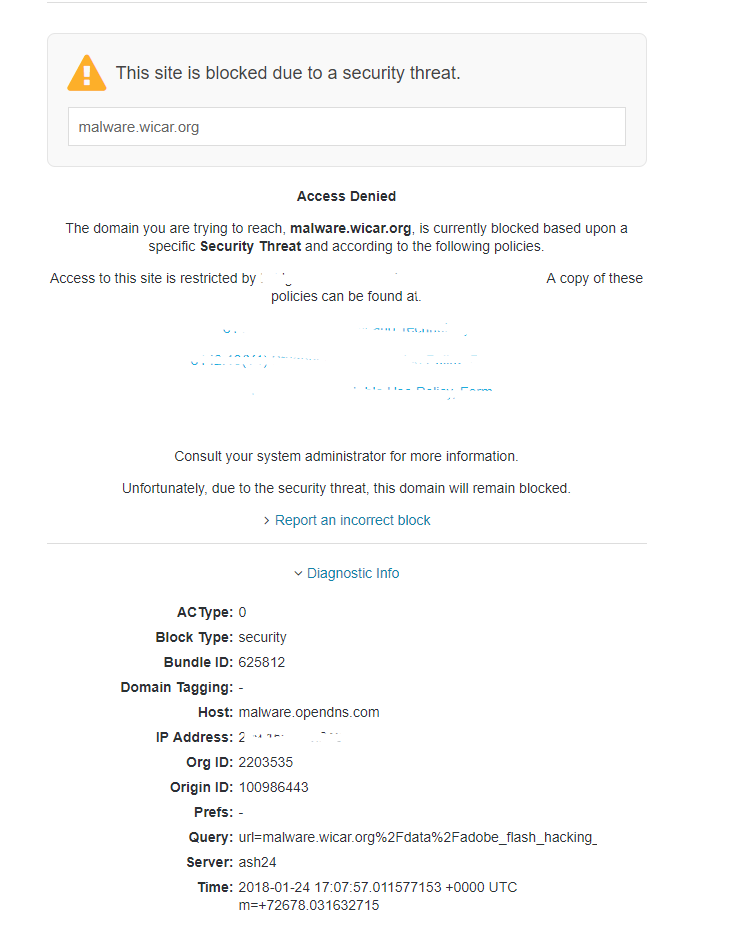 This site is blocked due to a security threat.
malware.wicar.org
Access Denied
The domain you are trying to reach, malware.wicar.org, is currently blocked based upon a
specific Security Threat and according to the following policies.
Access to this site is restricted by
A copy of these
policies can be found at.
Consult your system administrator for more information.
Unfortunately, due to the security threat, this domain will remain blocked.
> Report an incorrect block
Diagnostic Info
ACType: 0
Block Type: security
Bundle ID: 625812
Domain Tagging: -
Host: malware.opendns.com
IP Address: 2
Org ID: 2203535
Origin ID: 100986443
Prefs: -
Query: url=malware.wicar.org%2Fdata%2Fadobe_flash_hacking_
Server: ash24
Time: 2018-01-24 17:07:57.011577153 +0000 UTC
m=+72678.031632715